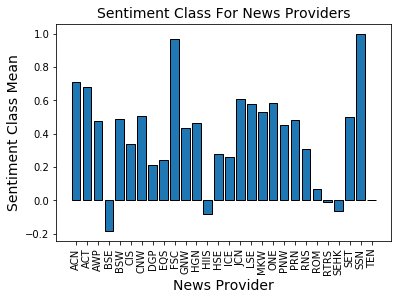 Sentiment Class For News Providers
Sentiment Class Mean
1.0
0.8
0.6
0.4
0.2
0.0
−0.2
ACN
ACT
AWP
BSE
BSW
CIS
CNW
DGP
EQS
FSC
GNW
HGN
HIIS
HSE
ICE
JCN
LSE
MKW
ONE
PNW
PRN
RNS
ROM
RTRS
SEHK
SET
SSN
TEN
News Provider